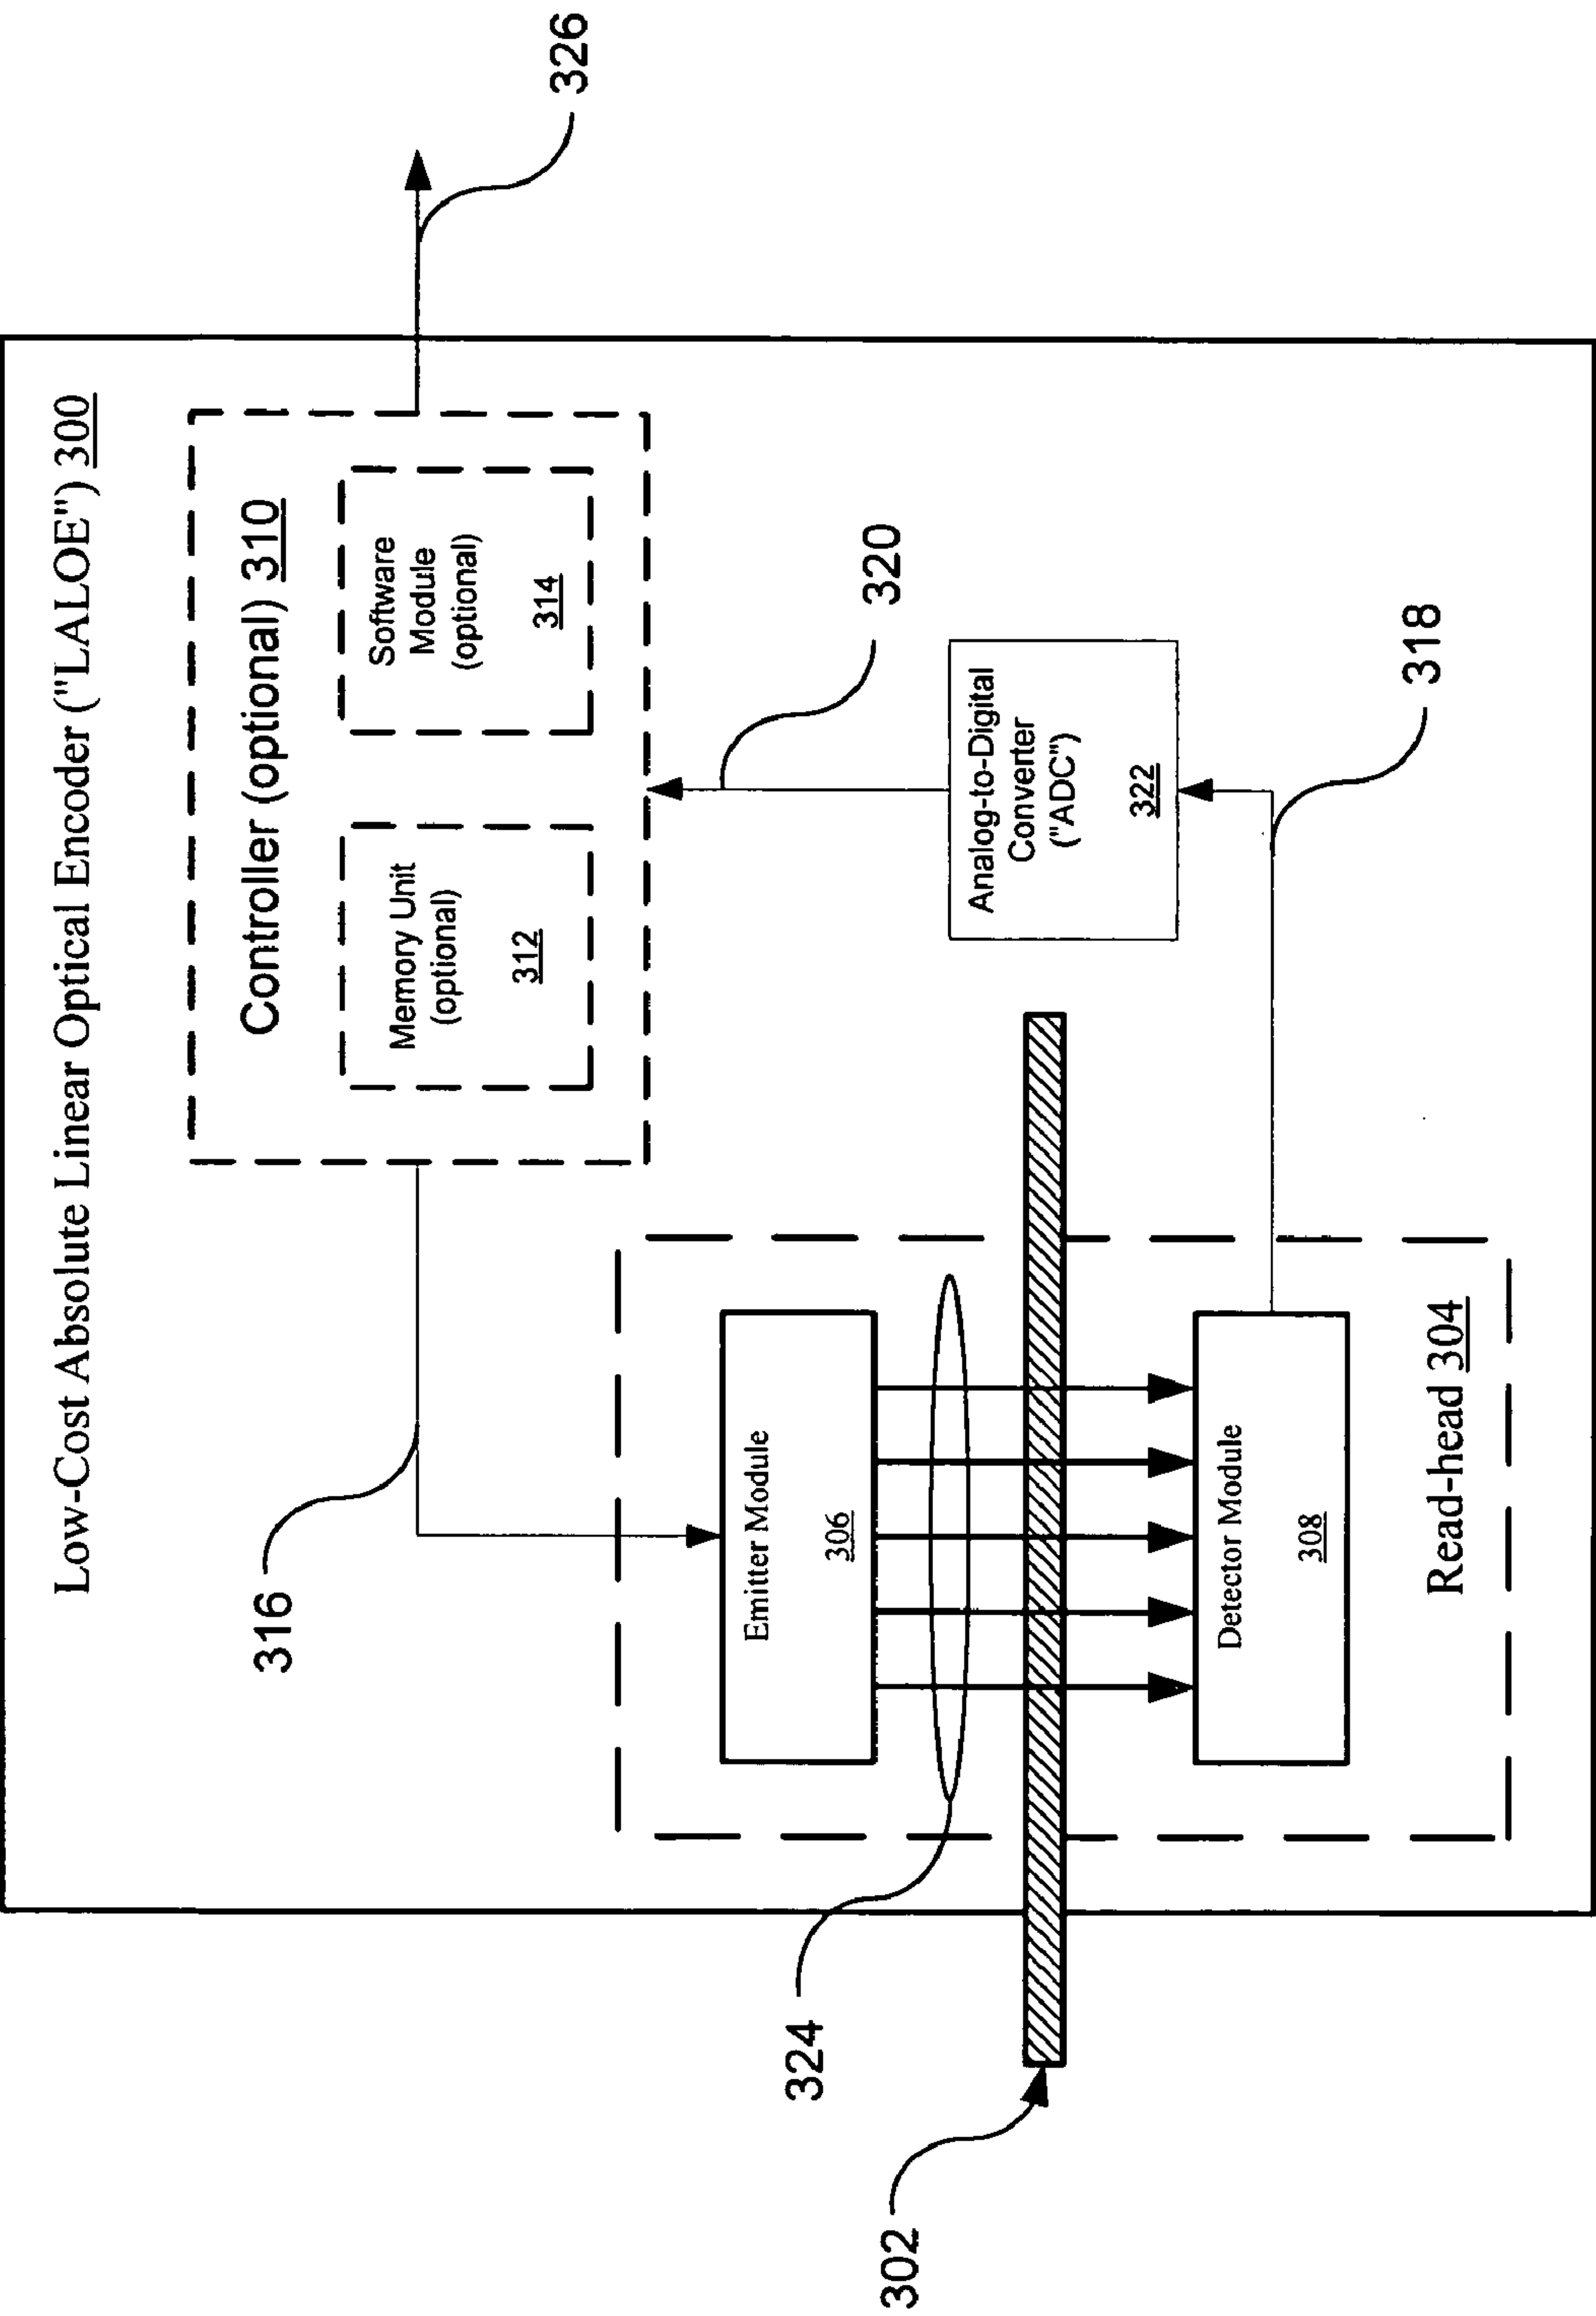 Low-Cost Absolute Linear Optical Encoder ("LALOE") 300
316
Controller (optional) 310
Memory Unit
(optional)
312
Software
Module
(optional)
314
326
320
Emitter Module
306
324
302
Analog-to-Digital
Converter
("ADC")
322
Detector Module
308
318
Read-head 304